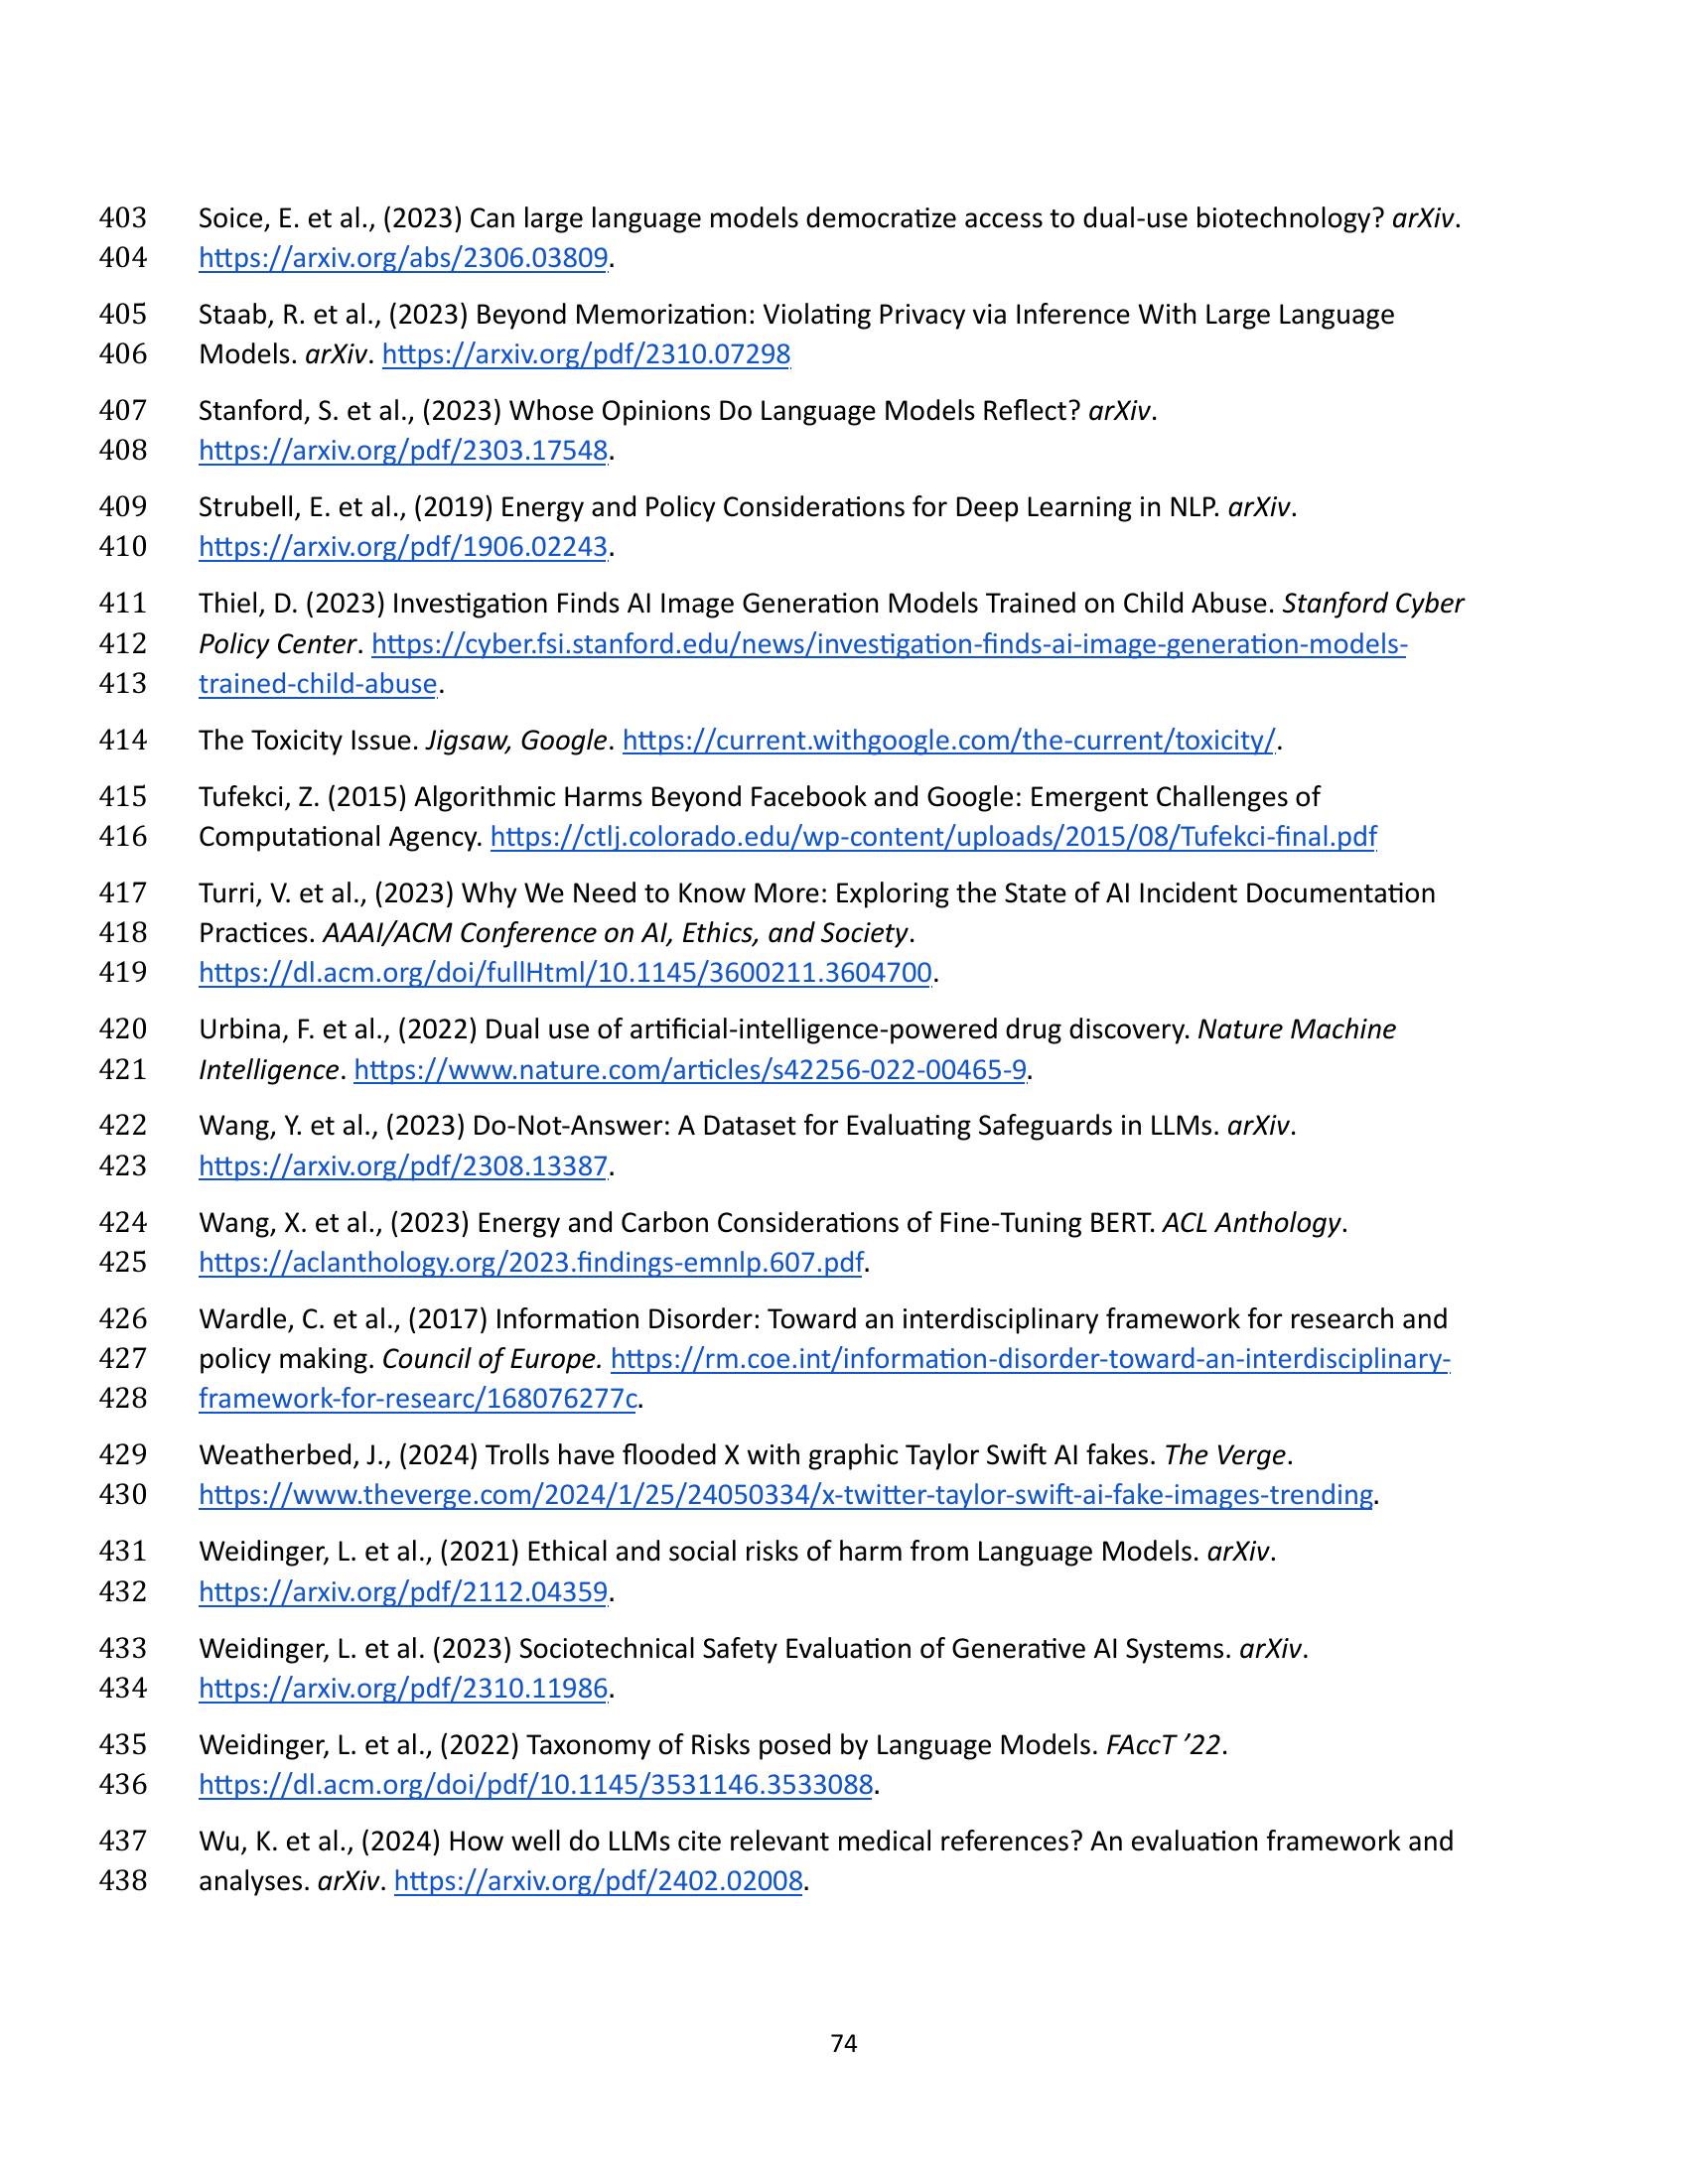 403 Soice, E. et al., (2023) Can large language models democratize access to dual-use biotechnology? arXiv.
404 https://arxiv.org/abs/2306.03809.
405 Staab, R. et al., (2023) Beyond Memorization: Violating Privacy via Inference With Large Language
406 Models. arXiv. https://arxiv.org/pdf/2310.07298
407 Stanford, S. et al., (2023) Whose Opinions Do Language Models Reflect? arXiv.
408 https://arxiv.org/pdf/2303.17548.
409 Strubell, E. et al., (2019) Energy and Policy Considerations for Deep Learning in NLP. arXiv.
410 https://arxiv.org/pdf/1906.02243.
411 Thiel, D. (2023) Investigation Finds AI Image Generation Models Trained on Child Abuse. Stanford Cyber
412 Policy Center. https://cyber.fsi.stanford.edu/news/investigation-finds-ai-image-generation-models-
413 trained-child-abuse.
414 The Toxicity Issue. Jigsaw, Google. https://current.withgoogle.com/the-current/toxicity/.
415 Tufekci, Z. (2015) Algorithmic Harms Beyond Facebook and Google: Emergent Challenges of
416 Computational Agency. https://ctlj.colorado.edu/wp-content/uploads/2015/08/Tufekci-final.pdf
417 Turri, V. et al., (2023) Why We Need to Know More: Exploring the State of AI Incident Documentation
418 Practices. AAAI/ACM Conference on AI, Ethics, and Society.
419 https://dl.acm.org/doi/fullHtml/10.1145/3600211.3604700.
420 Urbina, F. et al., (2022) Dual use of artificial-intelligence-powered drug discovery. Nature Machine
421 Intelligence. https://www.nature.com/articles/s42256-022-00465-9.
422 Wang, Y. et al., (2023) Do-Not-Answer: A Dataset for Evaluating Safeguards in LLMs. arXiv.
423 https://arxiv.org/pdf/2308.13387.
424 Wang, X. et al., (2023) Energy and Carbon Considerations of Fine-Tuning BERT. ACL Anthology.
425 https://aclanthology.org/2023.findings-emnlp.607.pdf.
426 Wardle, C. et al., (2017) Information Disorder: Toward an interdisciplinary framework for research and
427 policy making. Council of Europe. https://rm.coe.int/information-disorder-toward-an-interdisciplinary-
428 framework-for-researc/168076277c.
429 Weatherbed, J., (2024) Trolls have flooded X with graphic Taylor Swift AI fakes. The Verge.
430 https://www.theverge.com/2024/1/25/24050334/x-twitter-taylor-swift-ai-fake-images-trending.
431 Weidinger, L. et al., (2021) Ethical and social risks of harm from Language Models. arXiv.
432 https://arxiv.org/pdf/2112.04359.
433 Weidinger, L. et al. (2023) Sociotechnical Safety Evaluation of Generative AI Systems. arXiv.
434 https://arxiv.org/pdf/2310.11986.
435 Weidinger, L. et al., (2022) Taxonomy of Risks posed by Language Models. FAccT ’22.
436 https://dl.acm.org/doi/pdf/10.1145/3531146.3533088.
437 Wu, K. et al., (2024) How well do LLMs cite relevant medical references? An evaluation framework and
438 analyses. arXiv. https://arxiv.org/pdf/2402.02008.
74